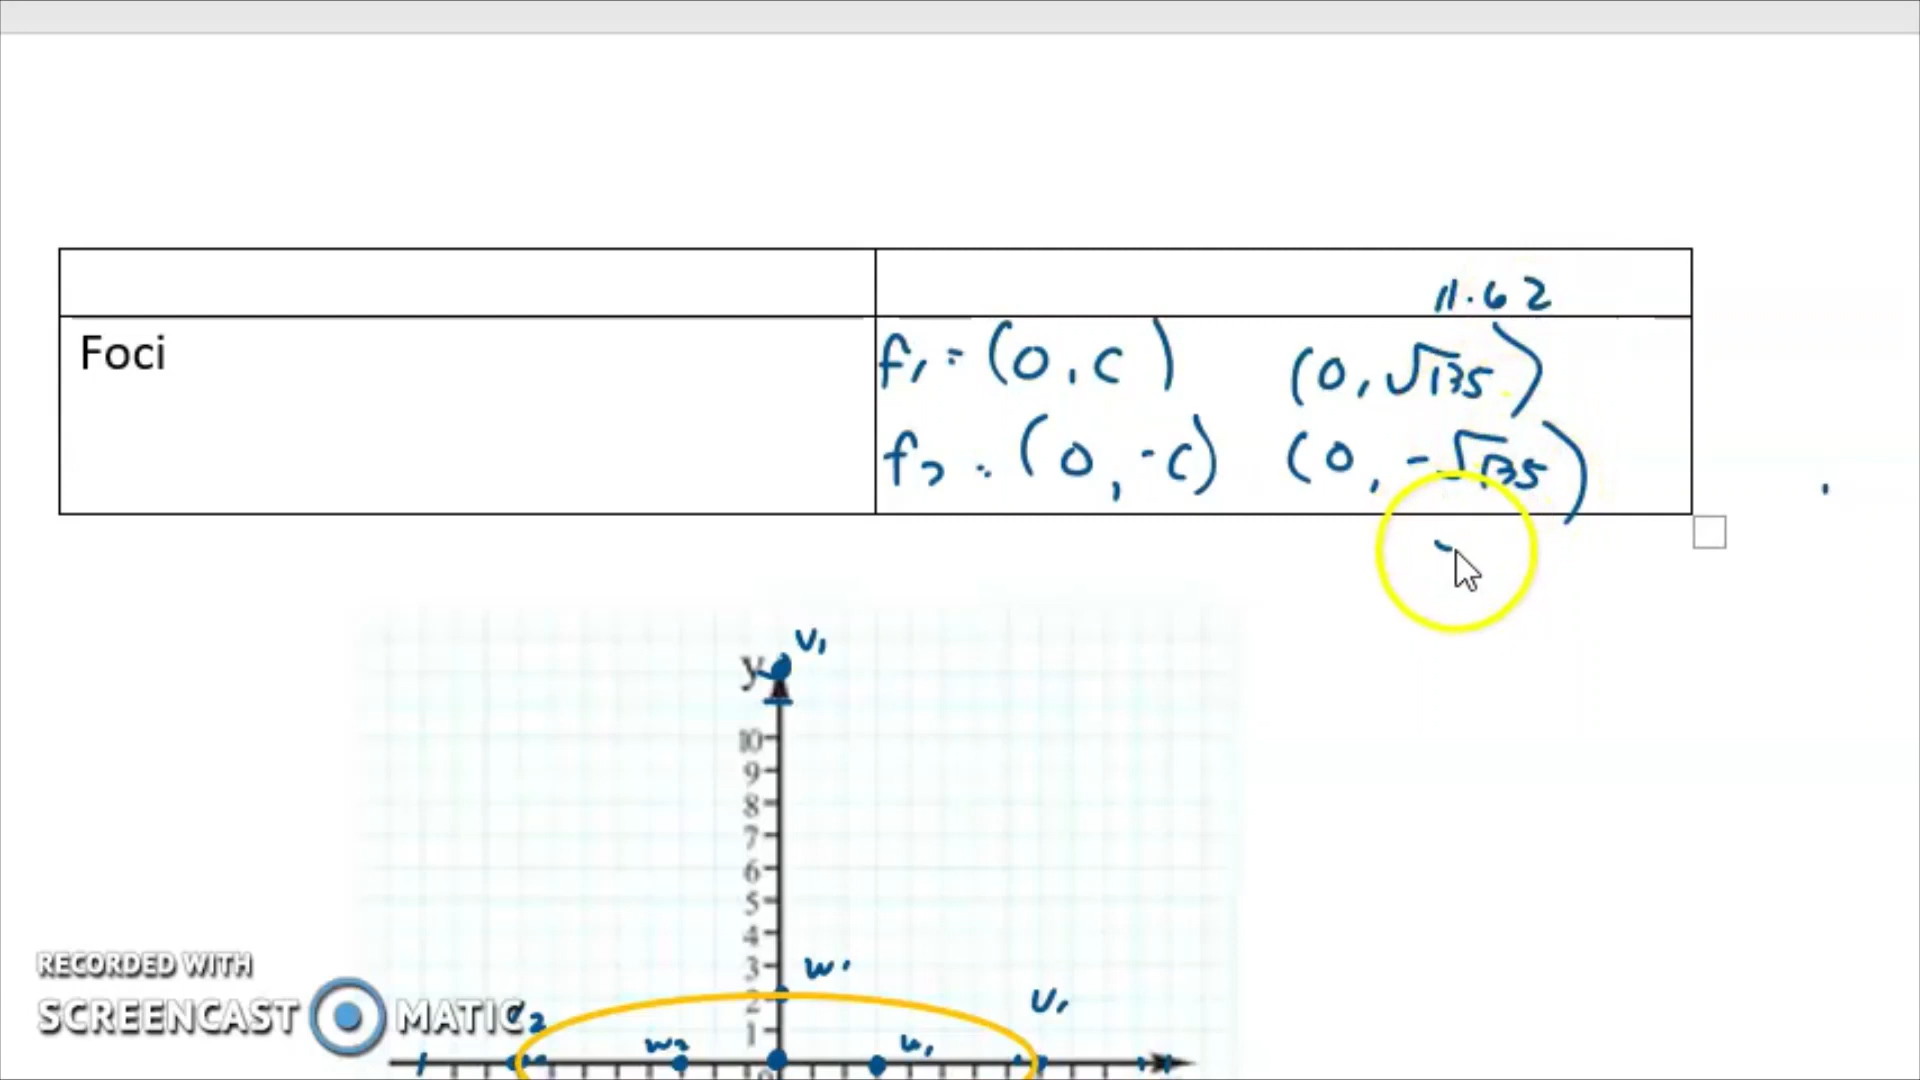 11.62
Foci
f1 = (0, c) (0, √135)
f2 = (0, -c) (0, -√135)
-
V1
y
10
9
8
7
6
5
4
3
w1
2
V1
1
w2
w1
RECORDED WITH
SCREENCAST MATIC